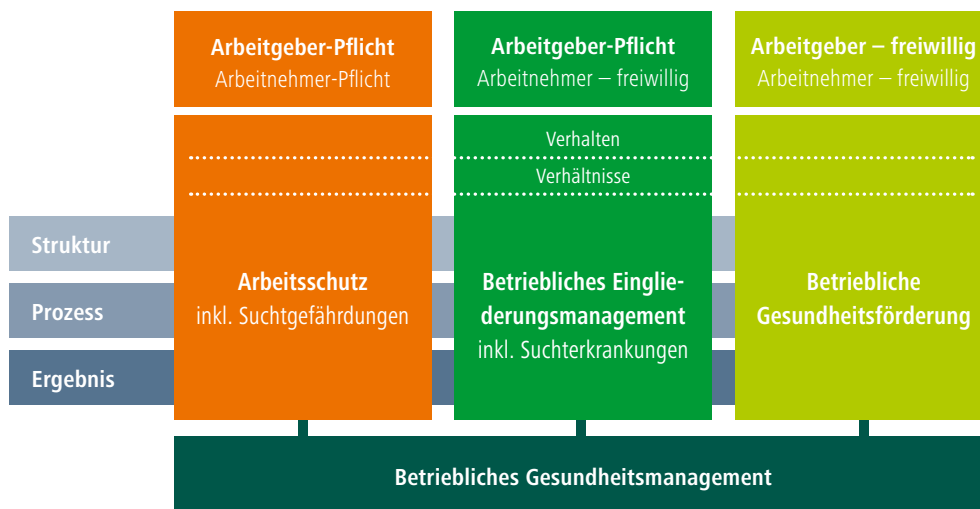 Arbeitgeber-Pflicht
Arbeitnehmer-Pflicht
Arbeitgeber-Pflicht
Arbeitnehmer – freiwillig
Arbeitgeber – freiwillig
Arbeitnehmer – freiwillig
Verhalten
Verhältnisse
Struktur
Prozess
Ergebnis
Arbeitsschutz
inkl. Suchtgefährdungen
Betriebliches Einglie-
derungsmanagement
inkl. Suchterkrankungen
Betriebliche
Gesundheitsförderung
Betriebliches Gesundheitsmanagement